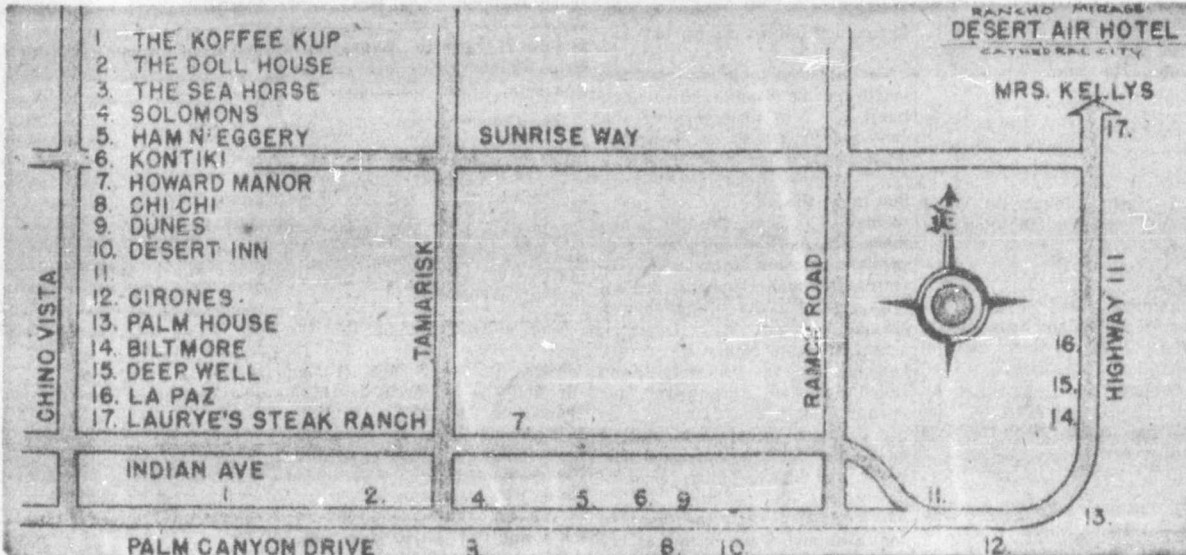 1 THE KOFFEE KUP
2 THE DOLL HOUSE
3. THE SEA HORSE
4. SOLOMONS
5. HAM N' EGGERY
6. KONTIKI
7. HOWARD MANOR
8. CHI CHI
9. DUNES
10. DESERT INN
11.
12. CIRONES.
13. PALM HOUSE
14. BILTMORE
15. DEER WELL
16. LA PAZ
17. LAURYE'S STEAK RANCH
RANCHO MIRAGE
DESERT AIR HOTEL
CATHEDRAL CITY
MRS. KELLYS
17.
SUNRISE WAY
CHINO VISTA
TAMARISK
RAMON ROAD
HIGHWAY 111
16.
15.
14.
7
INDIAN AVE
1 2. 4. 5. 6. 9 11.
13.
PALM CANYON DRIVE 3. 8. 10. 12.